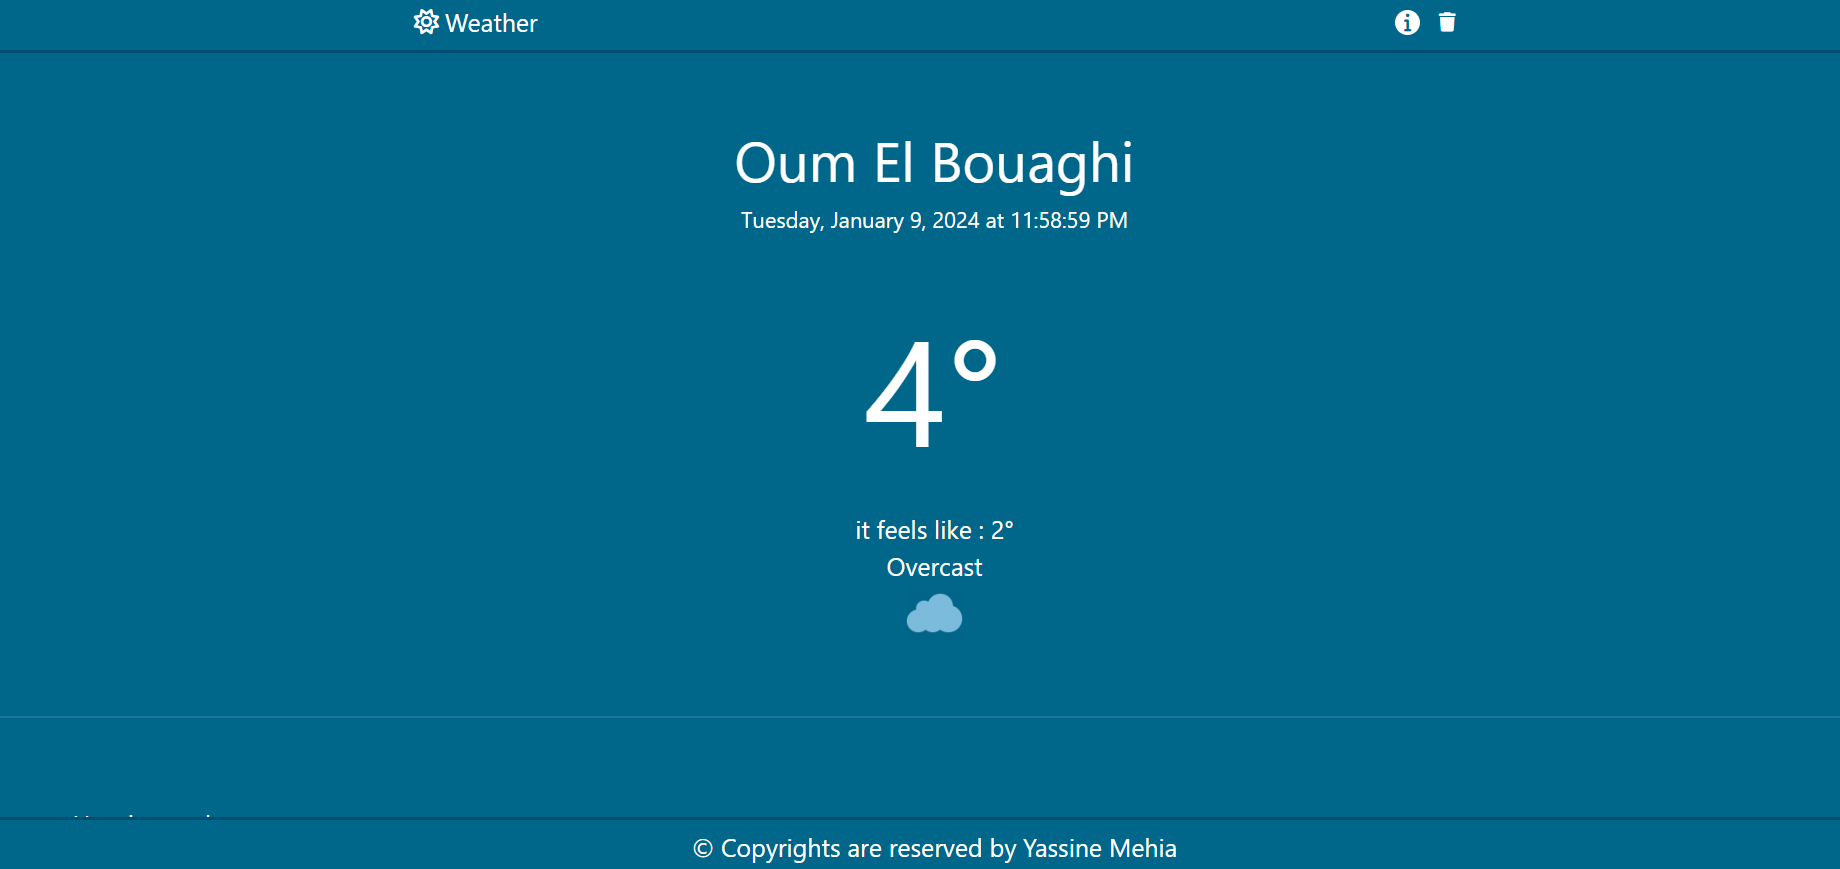 Weather
Oum El Bouaghi
Tuesday, January 9, 2024 at 11:58:59 PM
4°
it feels like : 2°
Overcast
© Copyrights are reserved by Yassine Mehia